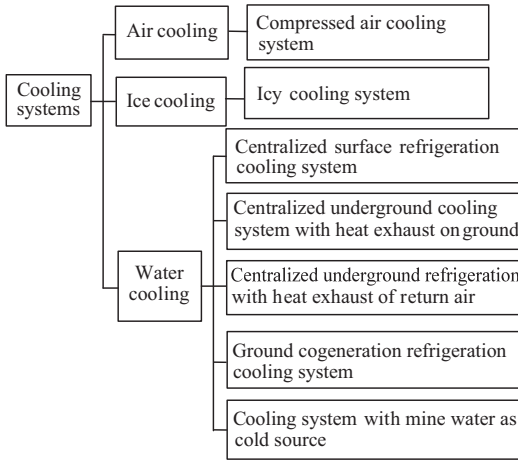 Cooling
systems
Air cooling
Compressed air cooling
system
Ice cooling
Icy cooling system
Water
cooling
Centralized surface refrigeration
cooling system
Centralized underground cooling
system with heat exhaust on ground
Centralized underground refrigeration
with heat exhaust of return air
Ground cogeneration refrigeration
cooling system
Cooling system with mine water as
cold source